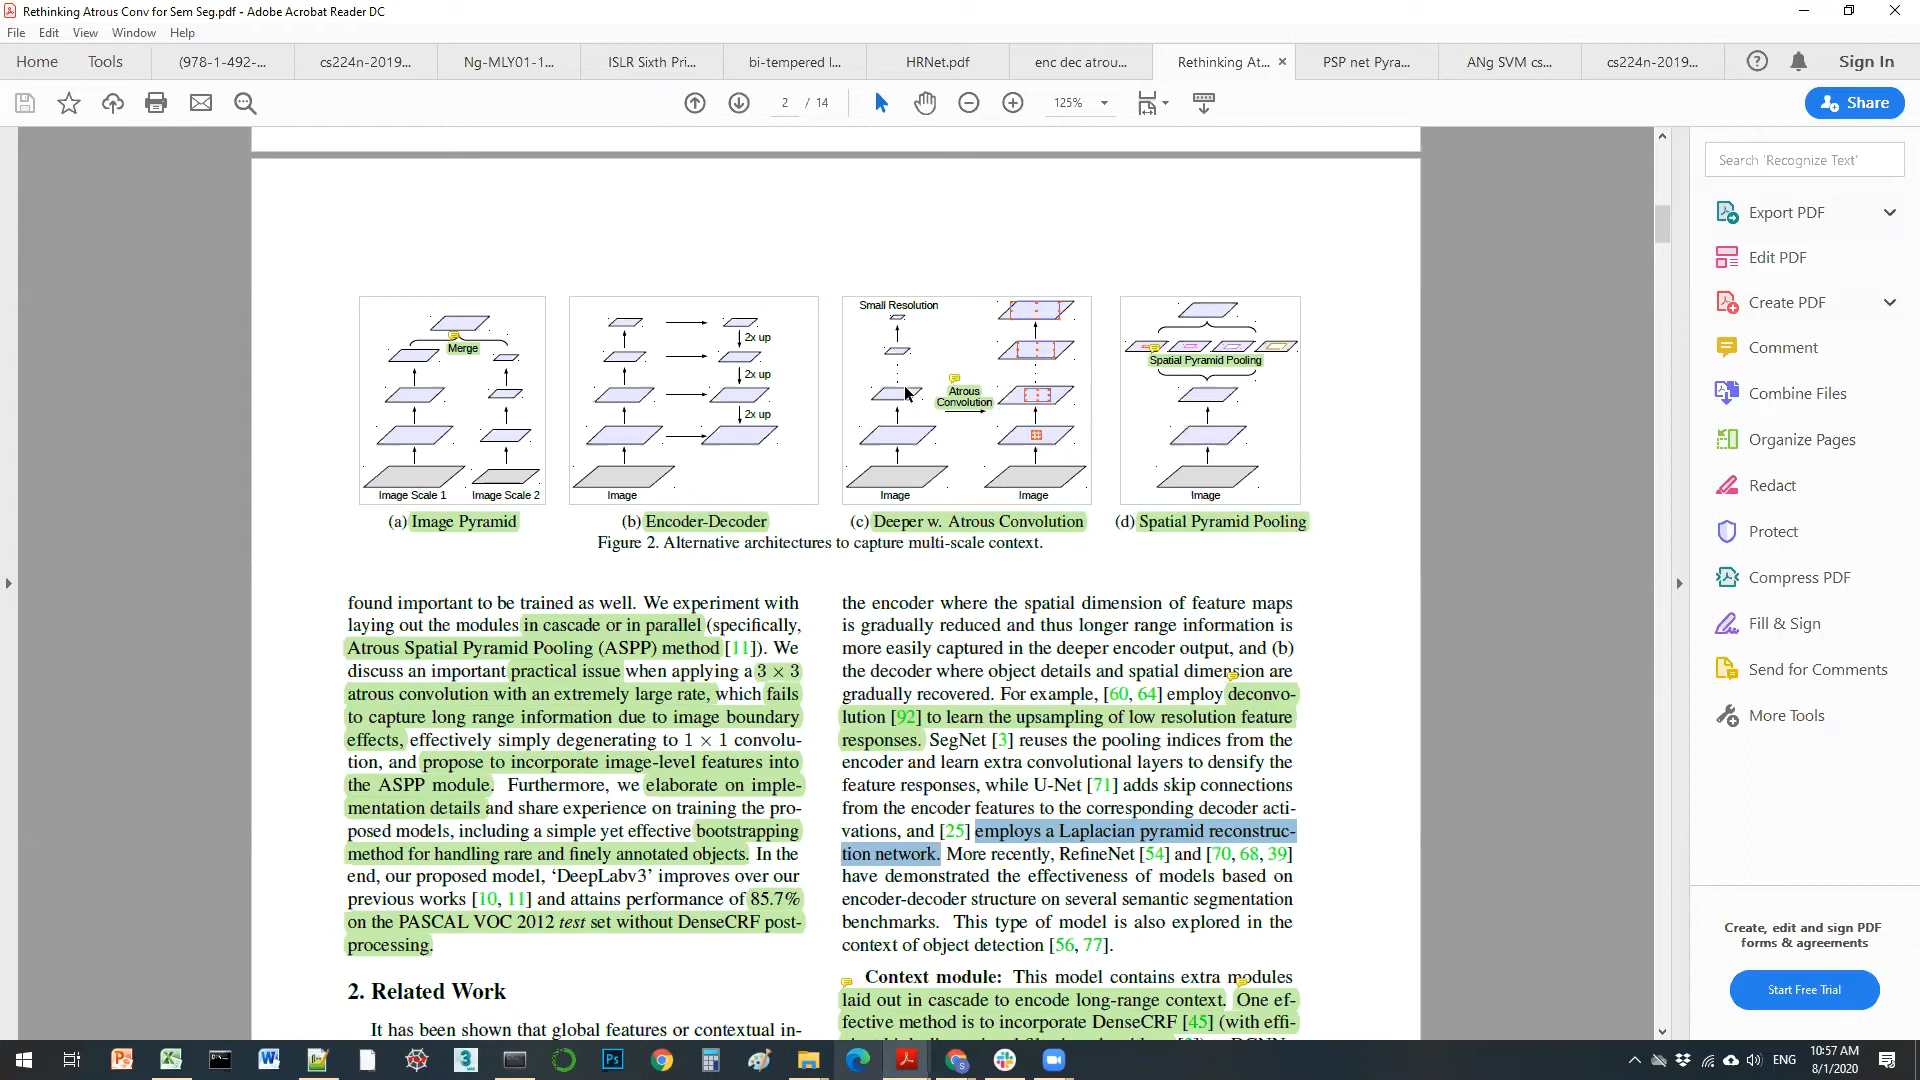 Rethinking Atrous Conv for Sem Seg.pdf - Adobe Acrobat Reader DC
File Edit View Window Help
Home Tools (978-1-492-... cs224n-2019... Ng-MLY01-1... ISLR Sixth Pri... bi-tempered l... HRNet.pdf enc dec atrou... Rethinking At... × PSP net Pyra... ANg SVM cs... cs224n-2019... Sign In
2 / 14 125% Share
Search 'Recognize Text'
Export PDF
Edit PDF
Create PDF
Comment
Combine Files
Organize Pages
Redact
Protect
Compress PDF
Fill & Sign
Send for Comments
More Tools
Create, edit and sign PDF
forms & agreements
Start Free Trial
Merge
Image Scale 1 Image Scale 2
(a) Image Pyramid
2x up
2x up
2x up
Image
(b) Encoder-Decoder
Small Resolution
Atrous
Convolution
Image Image
(c) Deeper w. Atrous Convolution
Spatial Pyramid Pooling
Image
(d) Spatial Pyramid Pooling
Figure 2. Alternative architectures to capture multi-scale context.
found important to be trained as well. We experiment with
laying out the modules in cascade or in parallel (specifically,
Atrous Spatial Pyramid Pooling (ASPP) method [11]). We
discuss an important practical issue when applying a 3 × 3
atrous convolution with an extremely large rate, which fails
to capture long range information due to image boundary
effects, effectively simply degenerating to 1 × 1 convolu-
tion, and propose to incorporate image-level features into
the ASPP module. Furthermore, we elaborate on imple-
mentation details and share experience on training the pro-
posed models, including a simple yet effective bootstrapping
method for handling rare and finely annotated objects. In the
end, our proposed model, ‘DeepLabv3’ improves over our
previous works [10, 11] and attains performance of 85.7%
on the PASCAL VOC 2012 test set without DenseCRF post-
processing.
2. Related Work
It has been shown that global features or contextual in-
the encoder where the spatial dimension of feature maps
is gradually reduced and thus longer range information is
more easily captured in the deeper encoder output, and (b)
the decoder where object details and spatial dimension are
gradually recovered. For example, [60, 64] employ deconvo-
lution [92] to learn the upsampling of low resolution feature
responses. SegNet [3] reuses the pooling indices from the
encoder and learn extra convolutional layers to densify the
feature responses, while U-Net [71] adds skip connections
from the encoder features to the corresponding decoder acti-
vations, and [25] employs a Laplacian pyramid reconstruc-
tion network. More recently, RefineNet [54] and [70, 68, 39]
have demonstrated the effectiveness of models based on
encoder-decoder structure on several semantic segmentation
benchmarks. This type of model is also explored in the
context of object detection [56, 77].
Context module: This model contains extra modules
laid out in cascade to encode long-range context. One ef-
fective method is to incorporate DenseCRF [45] (with effi-
ENG
10:57 AM
8/1/2020